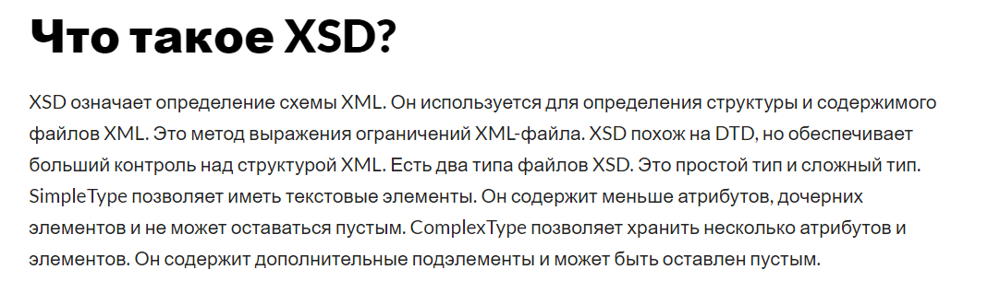 Что такое XSD?
XSD означает определение схемы XML. Он используется для определения структуры и содержимого
файлов XML. Это метод выражения ограничений XML-файла. XSD похож на DTD, но обеспечивает
больший контроль над структурой XML. Есть два типа файлов XSD. Это простой тип и сложный тип.
SimpleType позволяет иметь текстовые элементы. Он содержит меньше атрибутов, дочерних
элементов и не может оставаться пустым. ComplexType позволяет хранить несколько атрибутов и
элементов. Он содержит дополнительные подэлементы и может быть оставлен пустым.